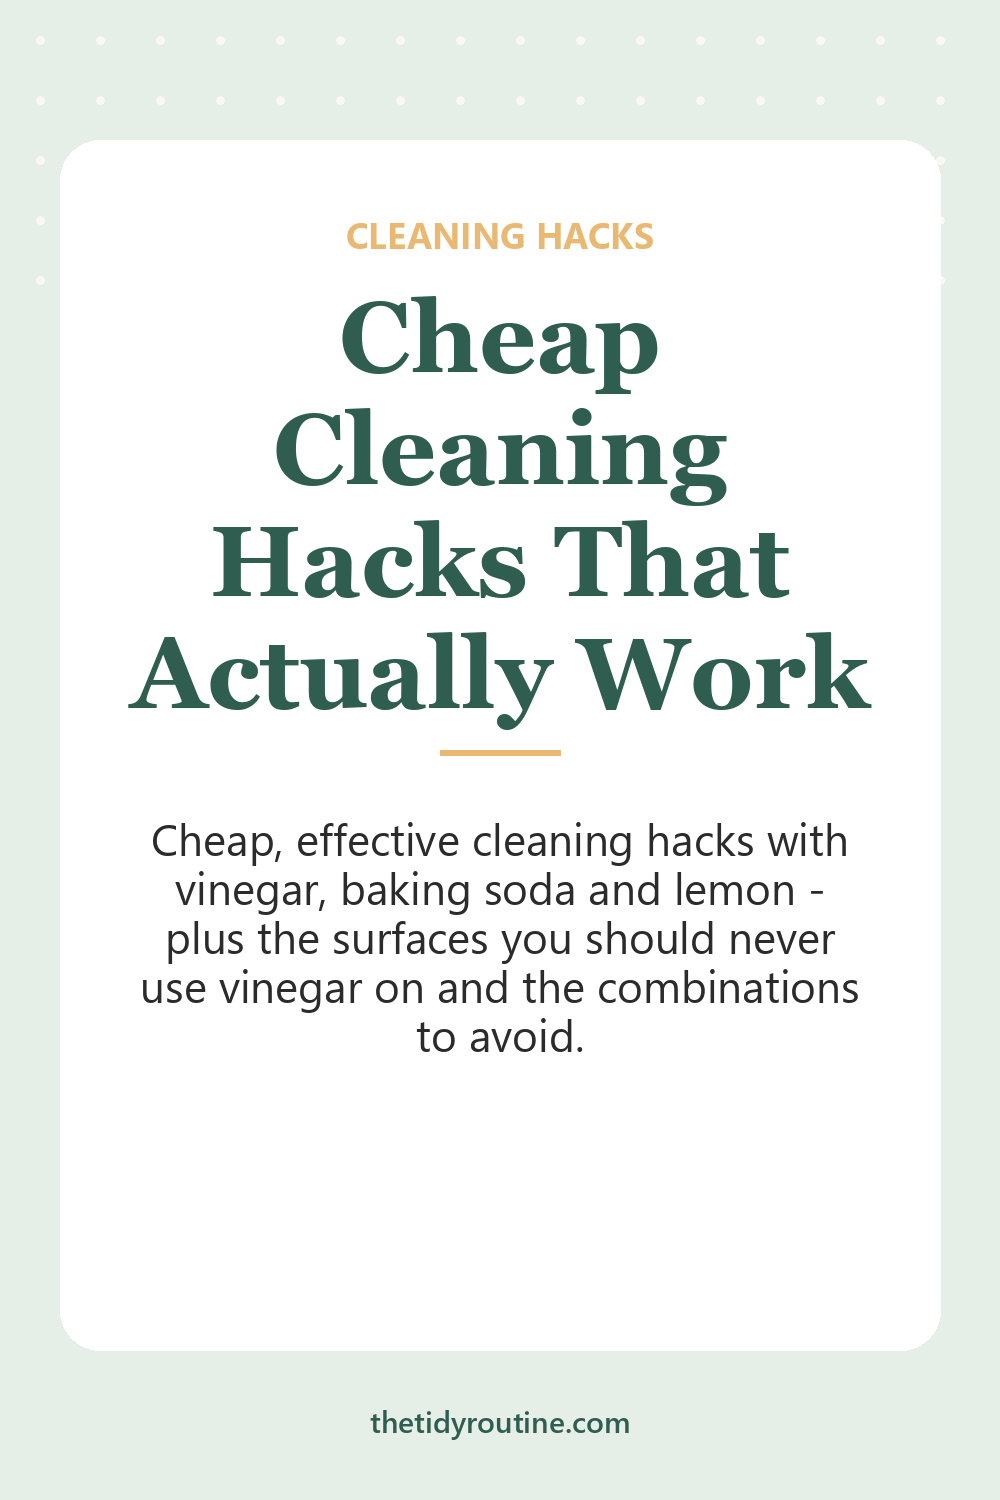 CLEANING HACKS
Cheap
Cleaning
Hacks That
Actually Work
Cheap, effective cleaning hacks with
vinegar, baking soda and lemon -
plus the surfaces you should never
use vinegar on and the combinations
to avoid.
thetidyroutine.com